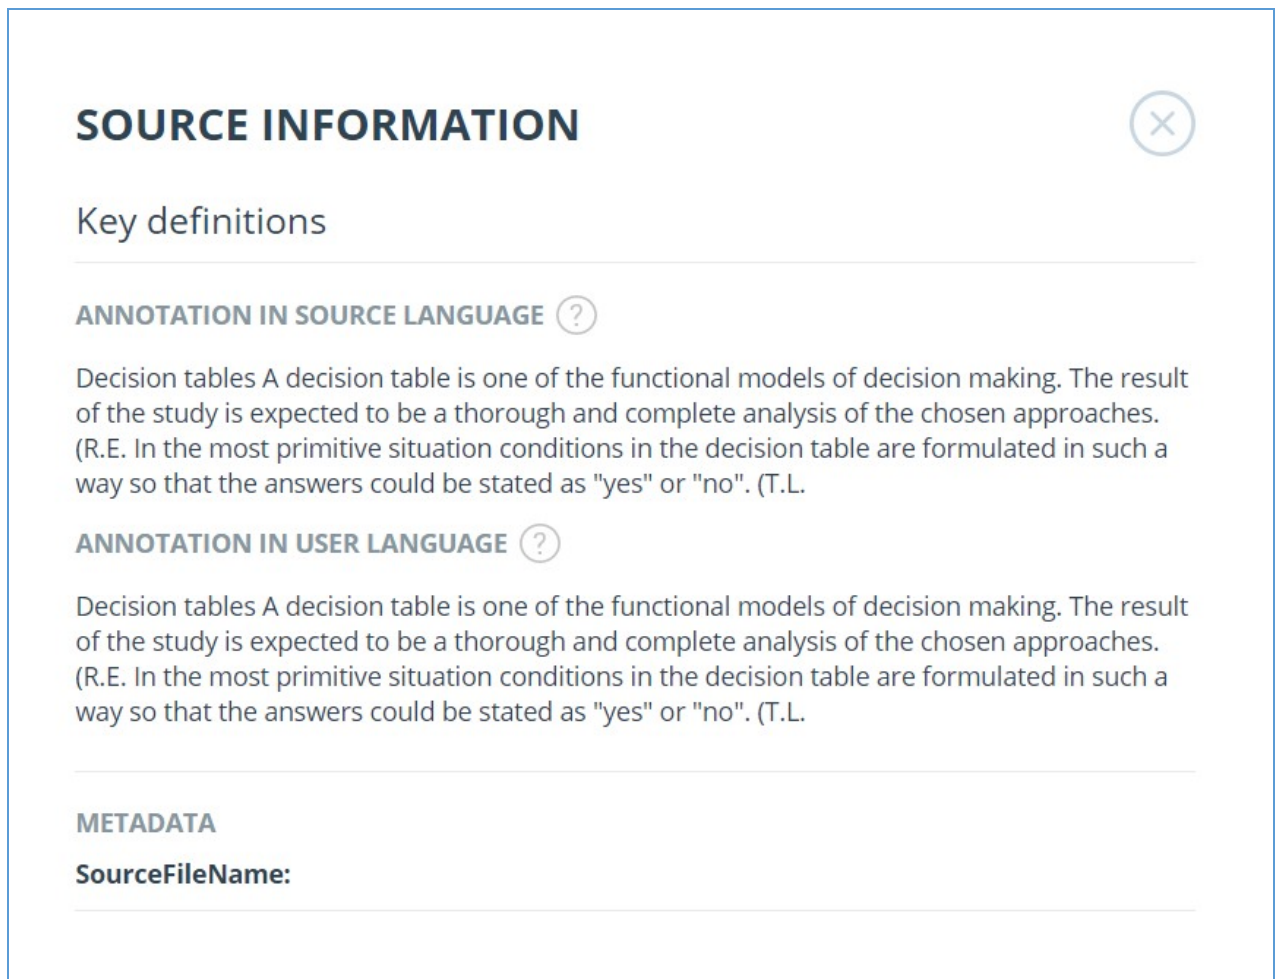 SOURCE INFORMATION
Key definitions
ANNOTATION IN SOURCE LANGUAGE ?
Decision tables A decision table is one of the functional models of decision making. The result
of the study is expected to be a thorough and complete analysis of the chosen approaches.
(R.E. In the most primitive situation conditions in the decision table are formulated in such a
way so that the answers could be stated as "yes" or "no". (T.L.
ANNOTATION IN USER LANGUAGE ?
Decision tables A decision table is one of the functional models of decision making. The result
of the study is expected to be a thorough and complete analysis of the chosen approaches.
(R.E. In the most primitive situation conditions in the decision table are formulated in such a
way so that the answers could be stated as "yes" or "no". (T.L.
METADATA
SourceFileName: